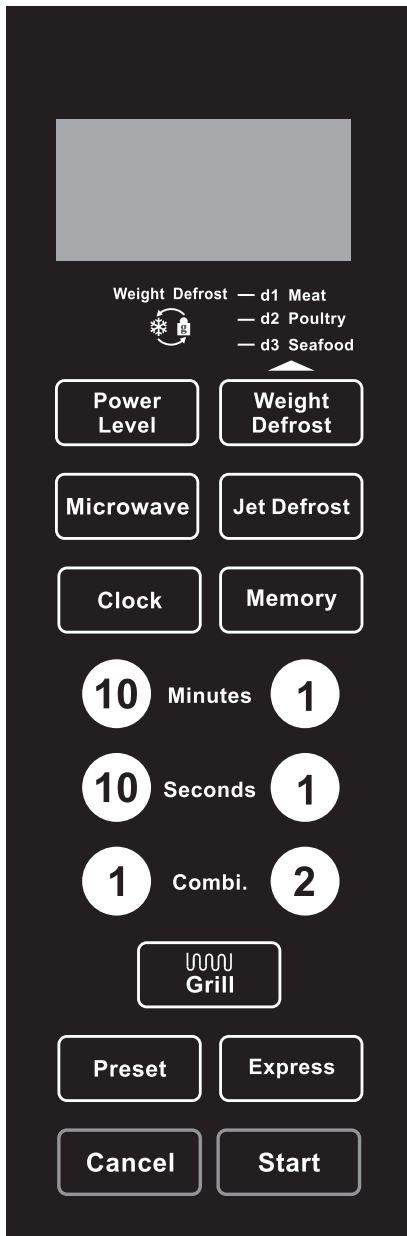 Weight Defrost
d1 Meat
d2 Poultry
g
d3 Seafood
Power
Level
Weight
Defrost
Microwave
Jet Defrost
Clock
Memory
10 Minutes 1
10 Seconds 1
1 Combi. 2
Grill
Preset
Express
Cancel
Start